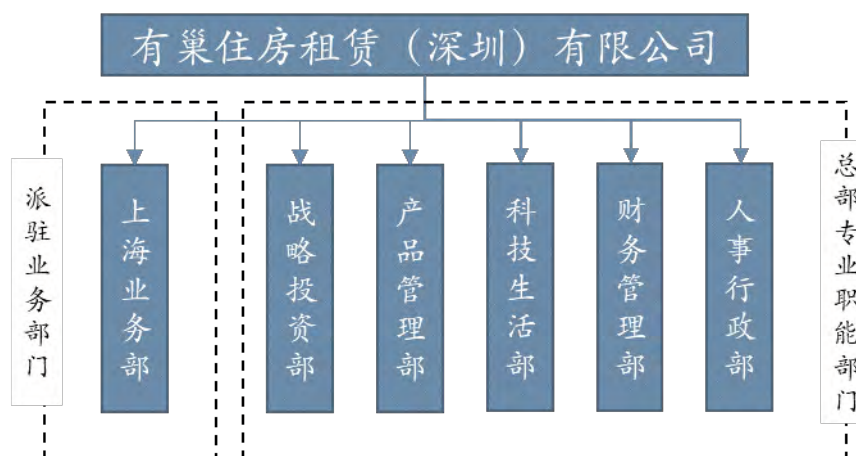 有巢住房租赁（深圳）有限公司
派驻业务部门
上海业务部
战略投资部
产品管理部
科技生活部
财务管理部
人事行政部
总部专业职能部门